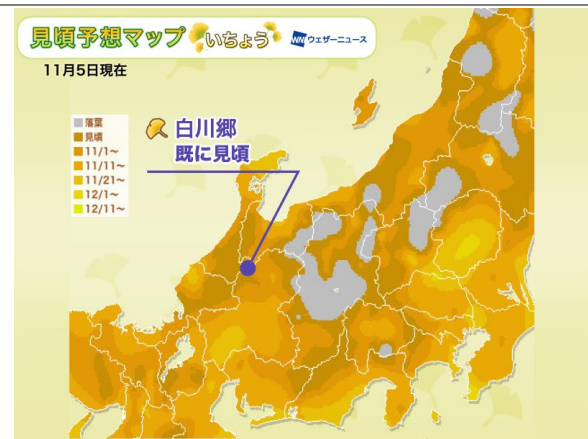 見頃予想マップ いちょう WNI ウェザーニュース
11月5日現在
落葉
見頃
11/1~
11/11~
11/21~
12/1~
12/11~
白川郷
既に見頃